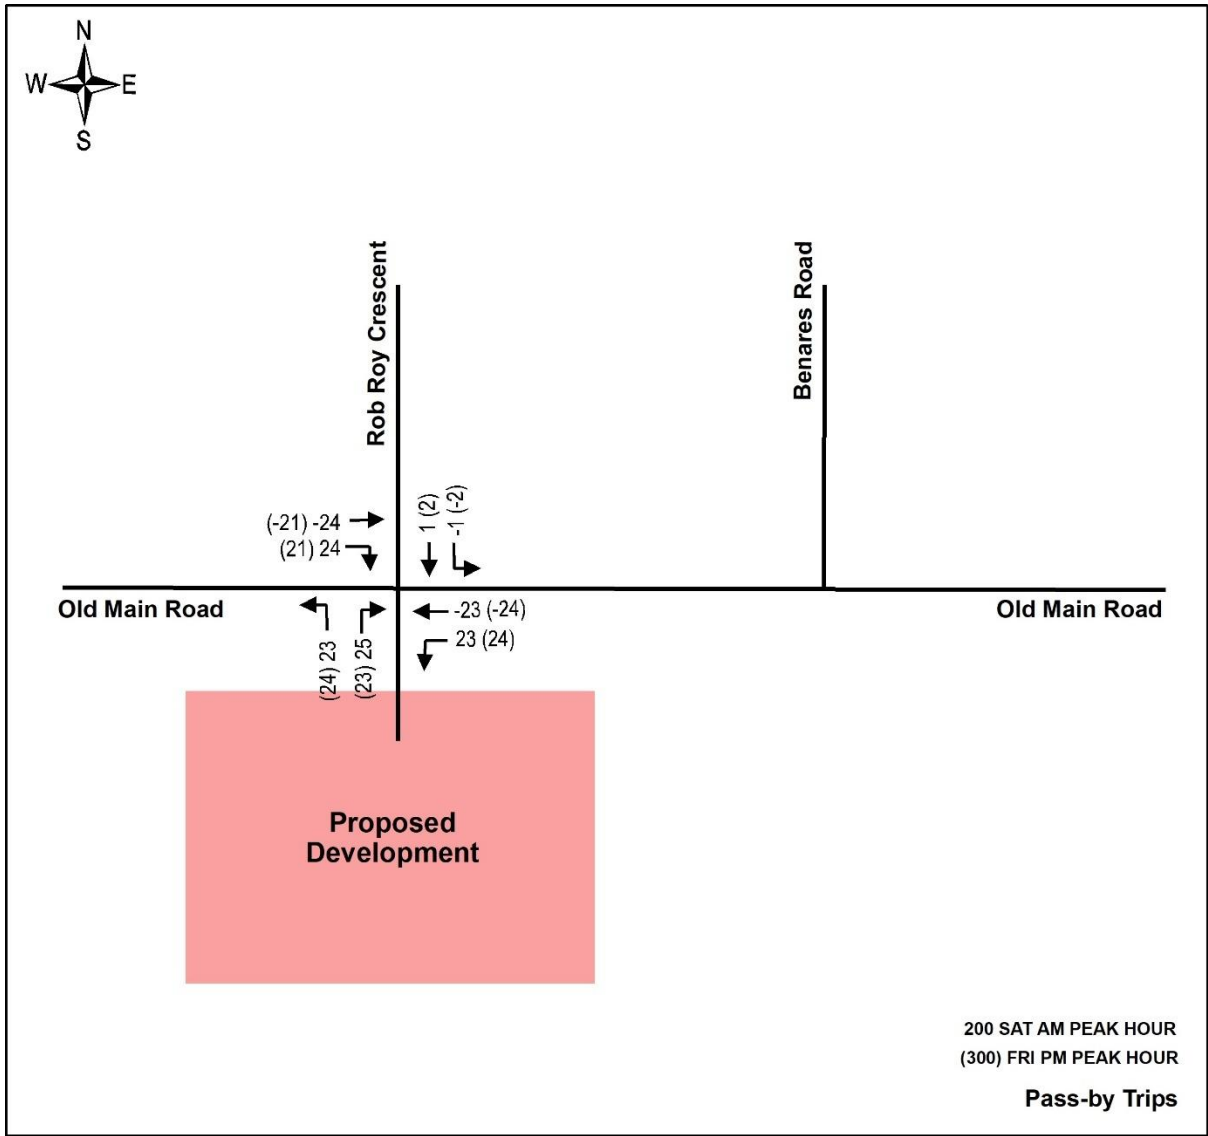 N
W E
S
Rob Roy Crescent
Benares Road
(-21) -24
(21) 24
1 (2)
-1 (-2)
Old Main Road
Old Main Road
(24) 23
(23) 25
-23 (-24)
23 (24)
Proposed
Development
200 SAT AM PEAK HOUR
(300) FRI PM PEAK HOUR
Pass-by Trips